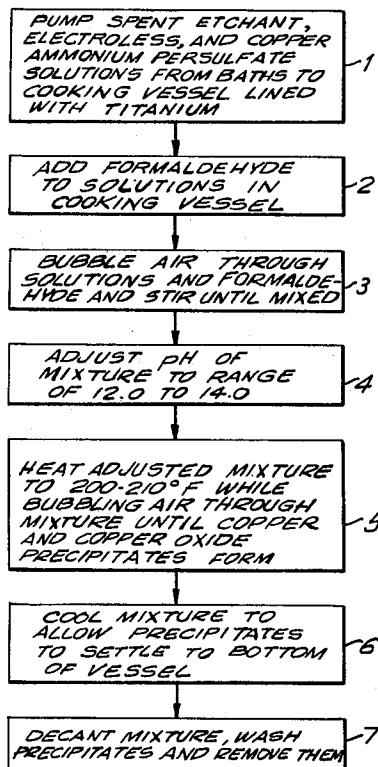 PUMP SPENT ETCHANT,
ELECTROLESS, AND COPPER
AMMONIUM PERSULFATE
SOLUTIONS FROM BATHS TO
COOKING VESSEL LINED
WITH TITANIUM
1
ADD FORMALDEHYDE
TO SOLUTIONS IN
COOKING VESSEL
2
BUBBLE AIR THROUGH
SOLUTIONS AND FORMALDE-
HYDE AND STIR UNTIL MIXED
3
ADJUST pH OF
MIXTURE TO RANGE
OF 12.0 TO 14.0
4
HEAT ADJUSTED MIXTURE
TO 200-210°F WHILE
BUBBLING AIR THROUGH
MIXTURE UNTIL COPPER
AND COPPER OXIDE
PRECIPITATES FORM
5
COOL MIXTURE TO
ALLOW PRECIPITATES
TO SETTLE TO BOTTOM
OF VESSEL
6
DECANT MIXTURE, WASH
PRECIPITATES AND REMOVE THEM
7